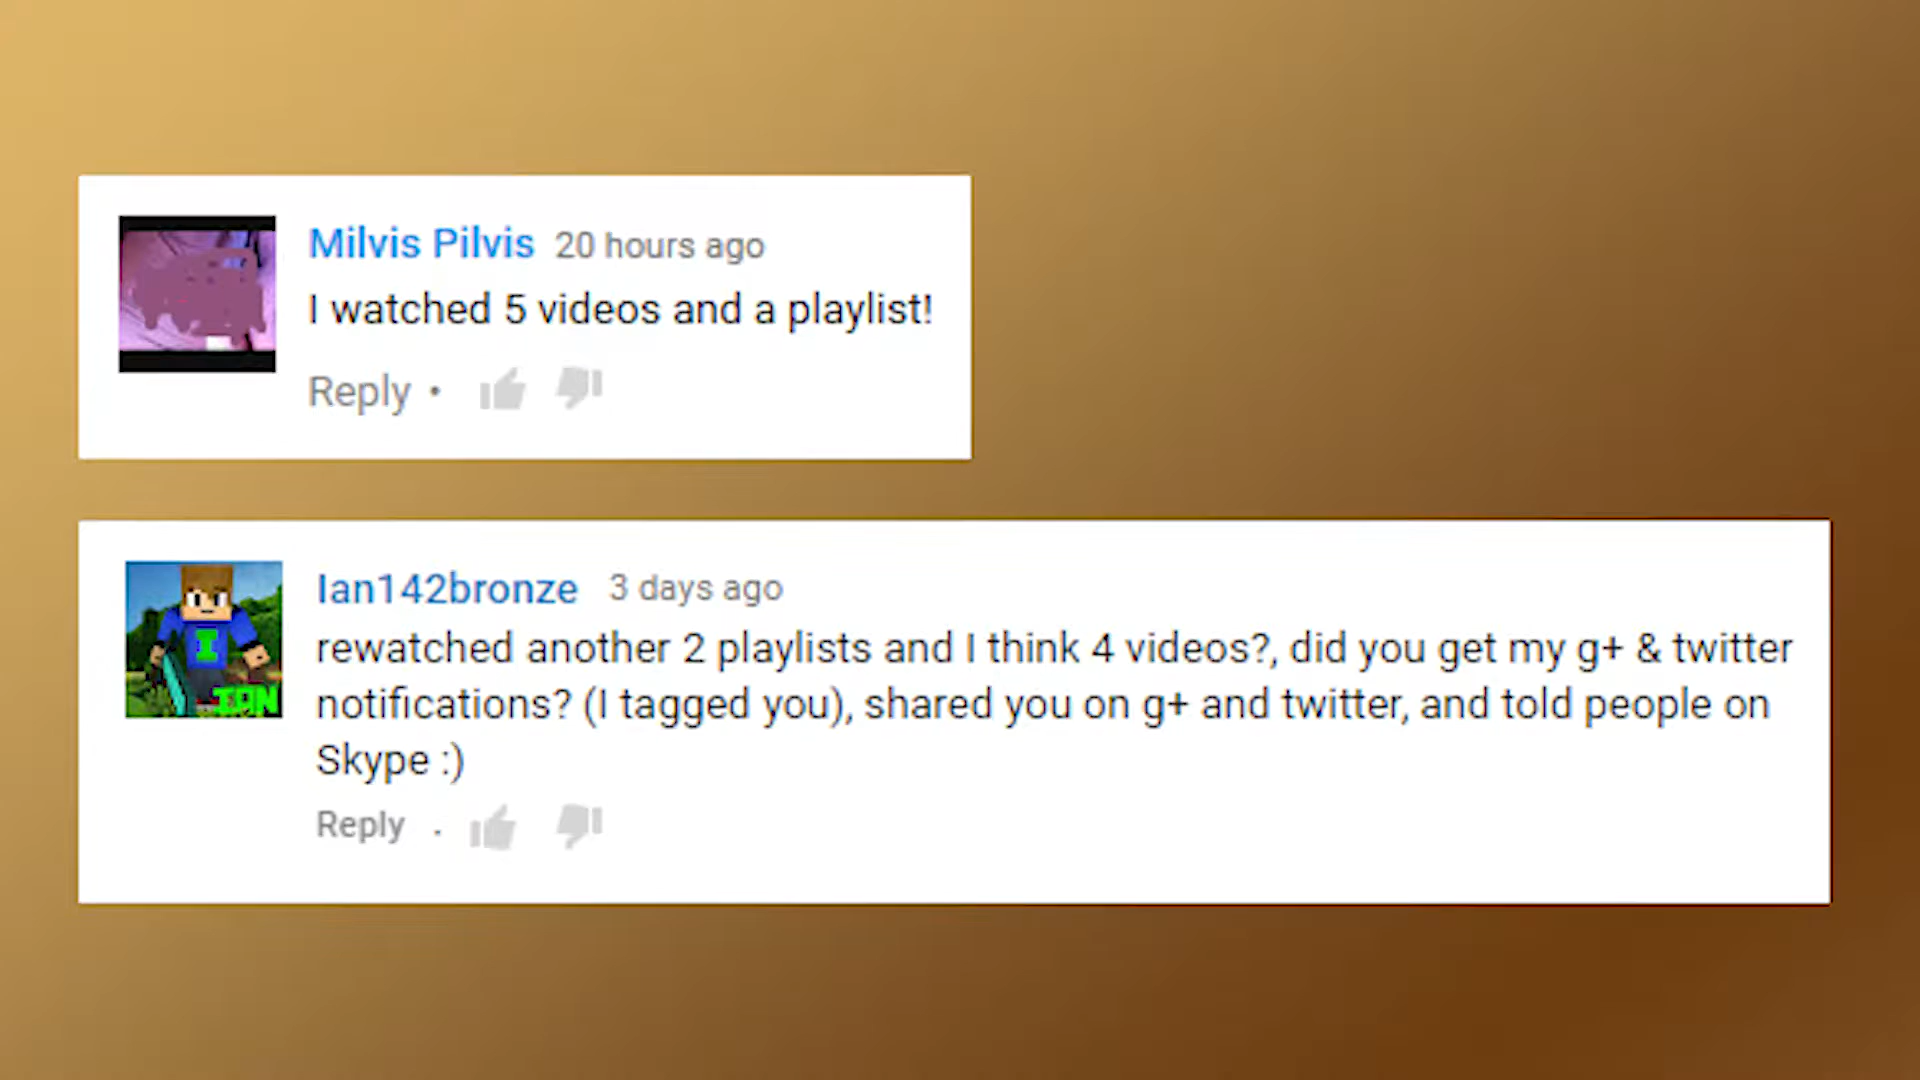 Milvis Pilvis 20 hours ago
I watched 5 videos and a playlist!
Reply •
Ian142bronze 3 days ago
I
IAN
rewatched another 2 playlists and I think 4 videos?, did you get my g+ & twitter
notifications? (I tagged you), shared you on g+ and twitter, and told people on
Skype :)
Reply .